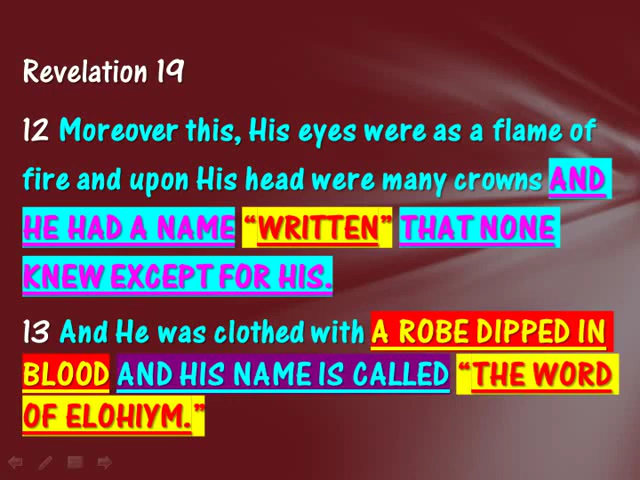 Revelation 19
12 Moreover this, His eyes were as a flame of
fire and upon His head were many crowns AND
HE HAD A NAME “WRITTEN” THAT NONE
KNEW EXCEPT FOR HIS.
13 And He was clothed with A ROBE DIPPED IN
BLOOD AND HIS NAME IS CALLED “THE WORD
OF ELOHIYM.”